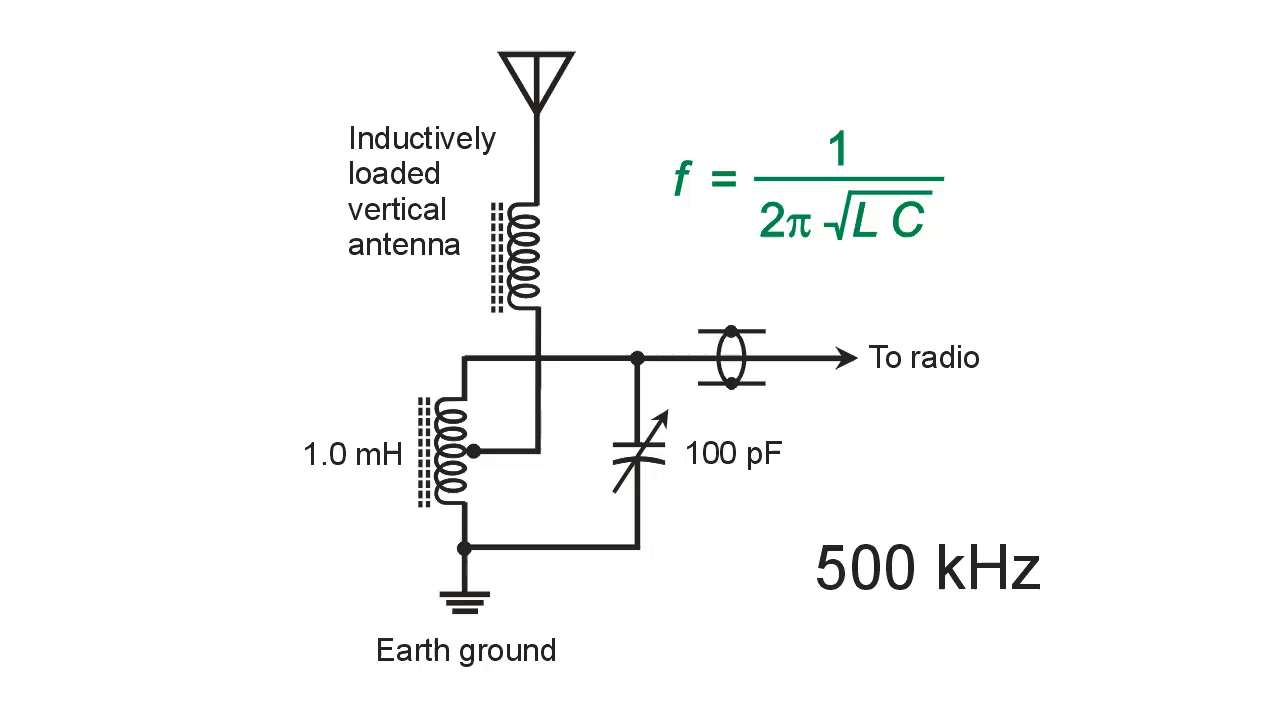 Inductively
loaded
vertical
antenna
f = 1 / 2π √L C
To radio
1.0 mH
100 pF
500 kHz
Earth ground